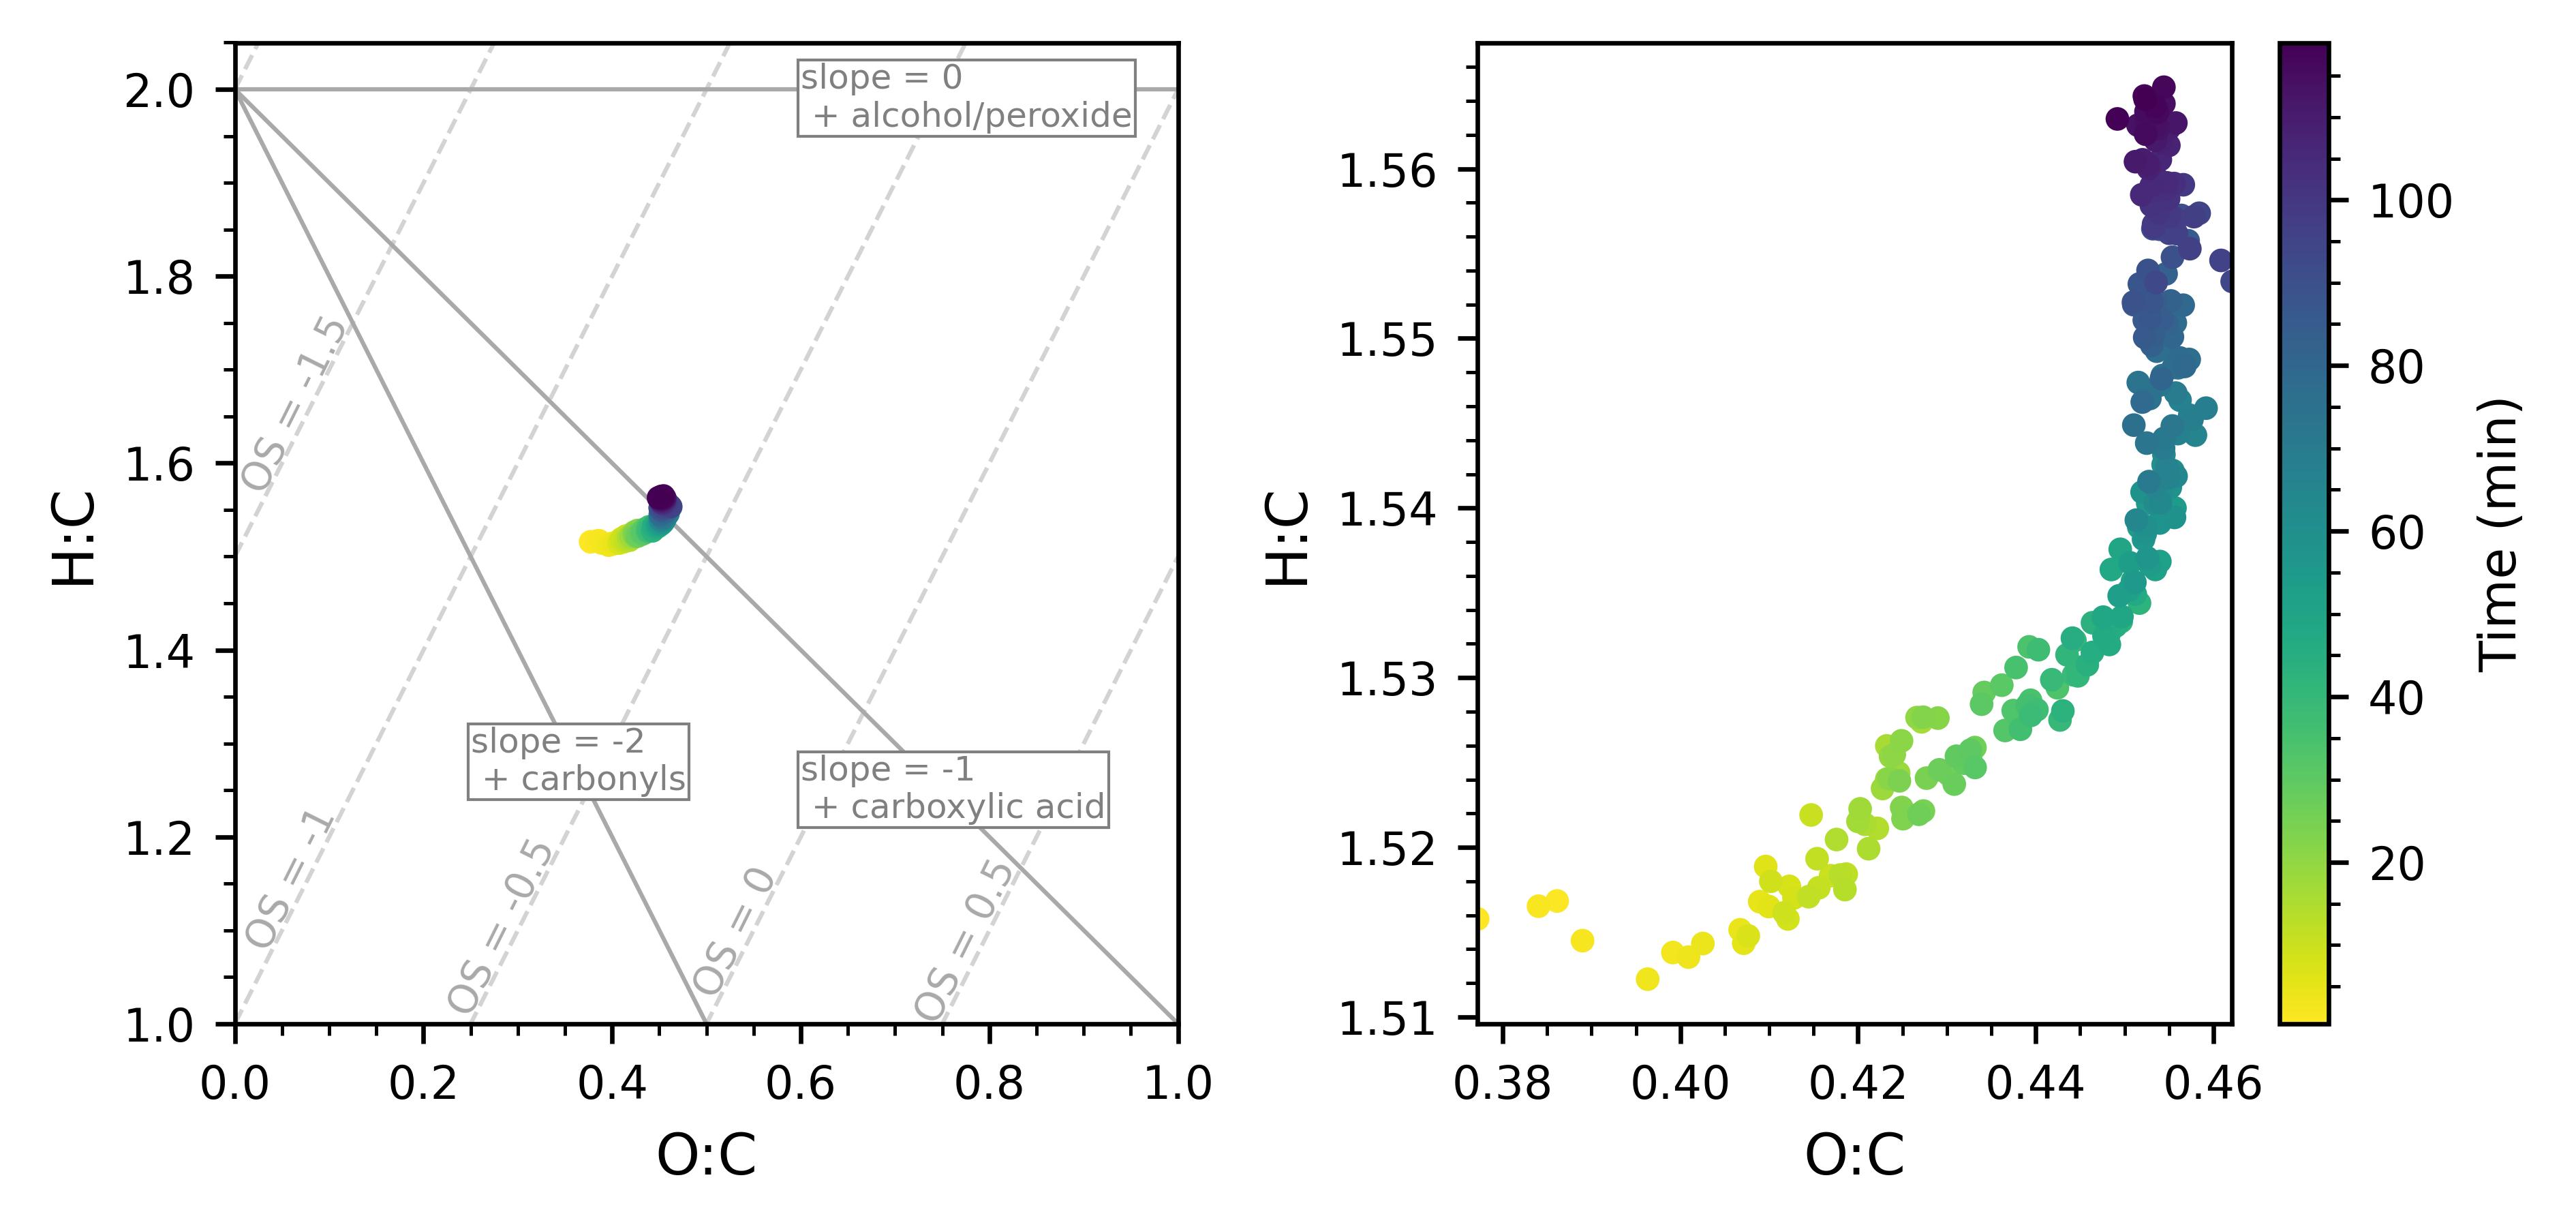 2.0
1.8
1.6
1.4
1.2
1.0
H:C
0.0 0.2 0.4 0.6 0.8 1.0
O:C
slope = 0
+ alcohol/peroxide
slope = -2
+ carbonyls
slope = -1
+ carboxylic acid
OS = -1.5
OS = -1
OS = -0.5
OS = 0
OS = 0.5
1.56
1.55
1.54
1.53
1.52
1.51
H:C
0.38 0.40 0.42 0.44 0.46
O:C
100
80
60
40
20
Time (min)